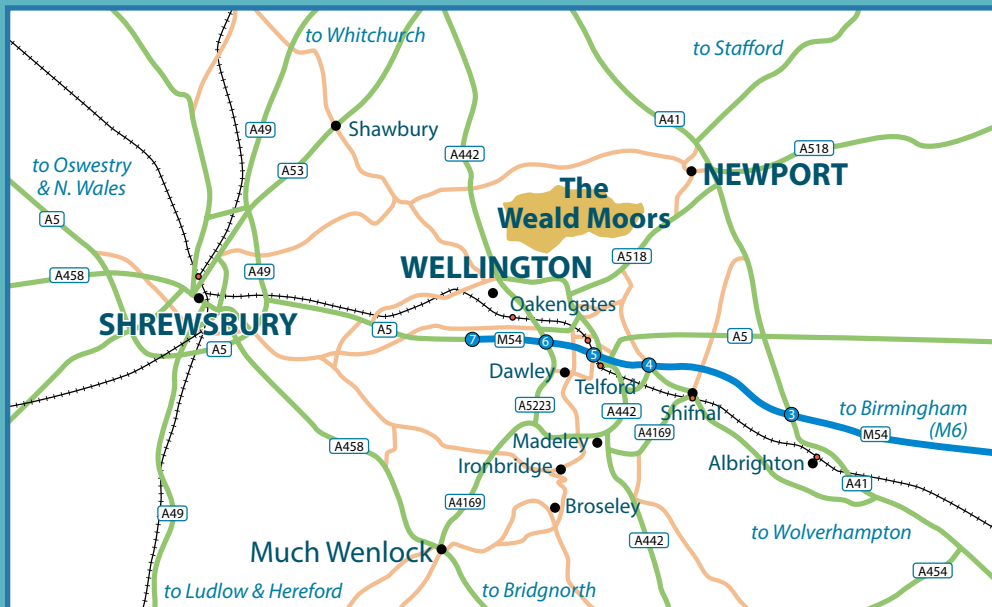 to Whitchurch
to Stafford
A41
A49
Shawbury
A518
A442
to Oswestry
& N. Wales
A53
NEWPORT
The
Weald Moors
A5
A518
WELLINGTON
A458
A49
Oakengates
SHREWSBURY
A5
A5
7
M54
6
A5
5
4
Dawley
Telford
A5223
A442
Shifnal
3
to Birmingham
(M6)
A4169
M54
A458
Madeley
Ironbridge
Albrighton
A41
A4169
Broseley
A49
to Wolverhampton
A442
Much Wenlock
A454
to Ludlow & Hereford
to Bridgnorth